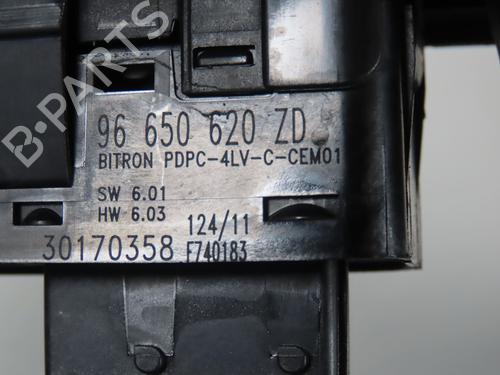 96 650 620 ZD
BITRON PDPC-4LV-C-CEM01
SW 6.01
HW 6.03
124/11
30170358
F740183
B-PARTS